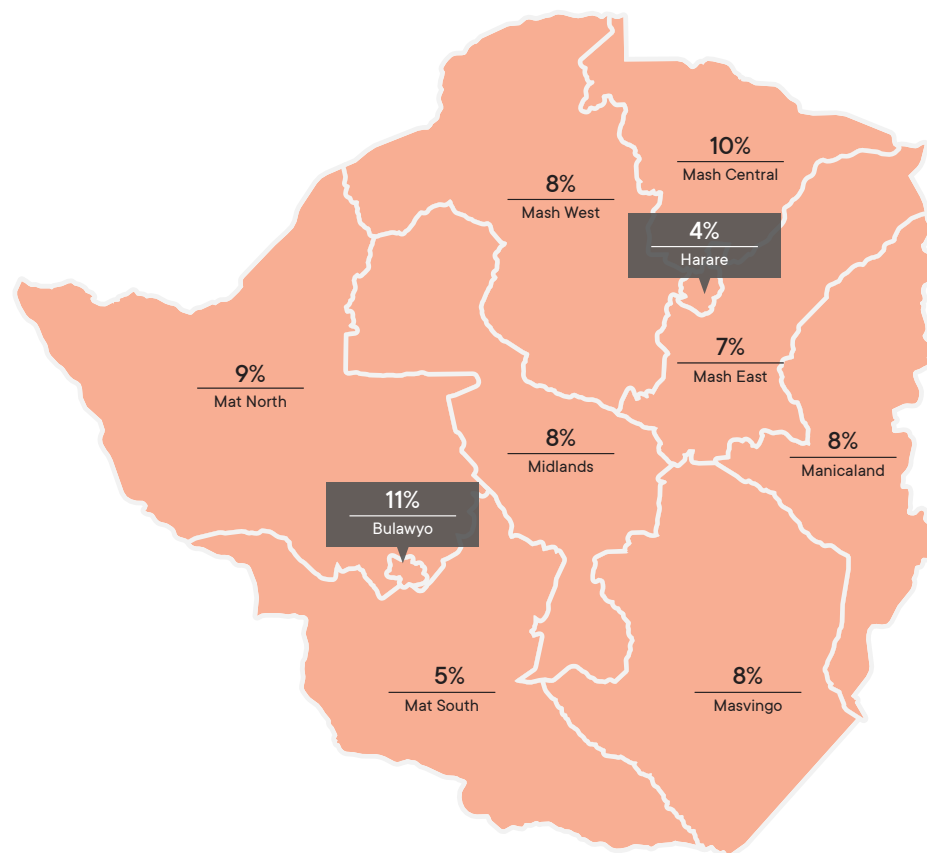 10%
Mash Central
8%
Mash West
4%
Harare
7%
Mash East
9%
Mat North
8%
Midlands
8%
Manicaland
11%
Bulawyo
5%
Mat South
8%
Masvingo